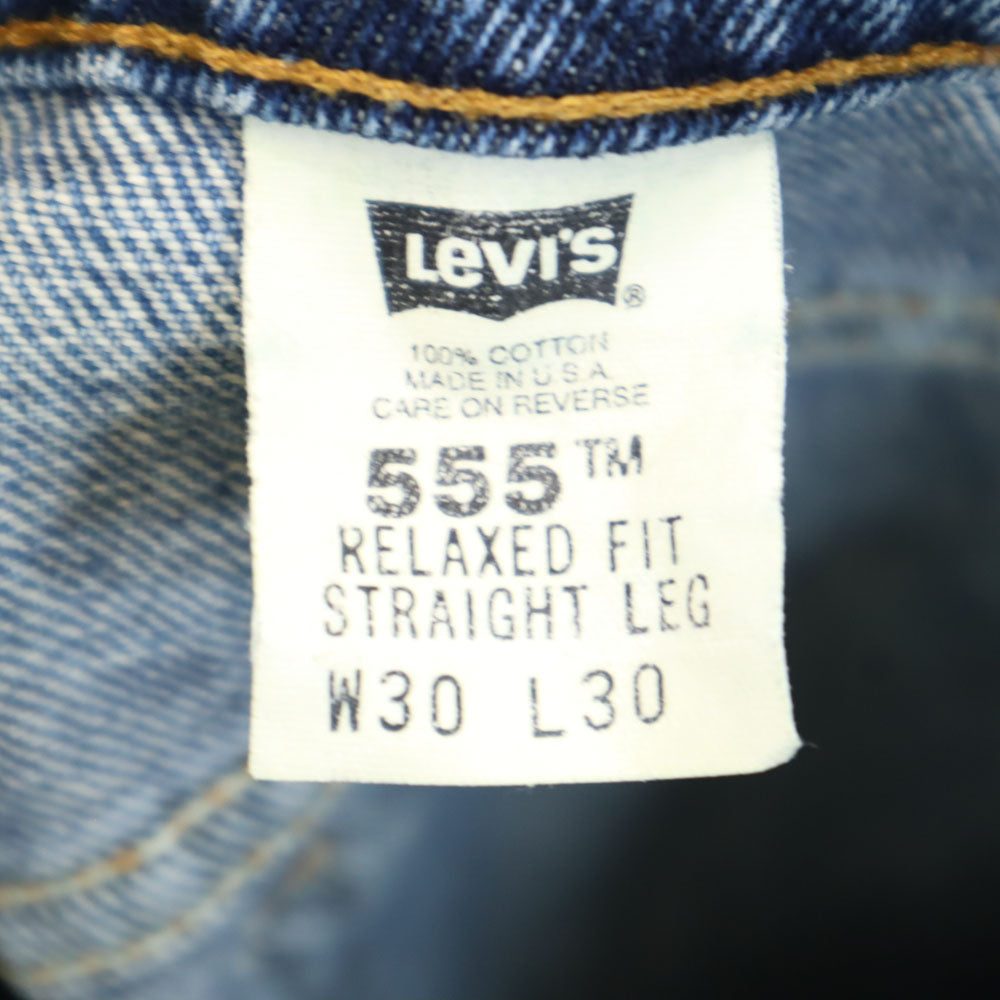 Levi's®
100% COTTON
MADE IN U.S.A.
CARE ON REVERSE
555™
RELAXED FIT
STRAIGHT LEG
W30 L30